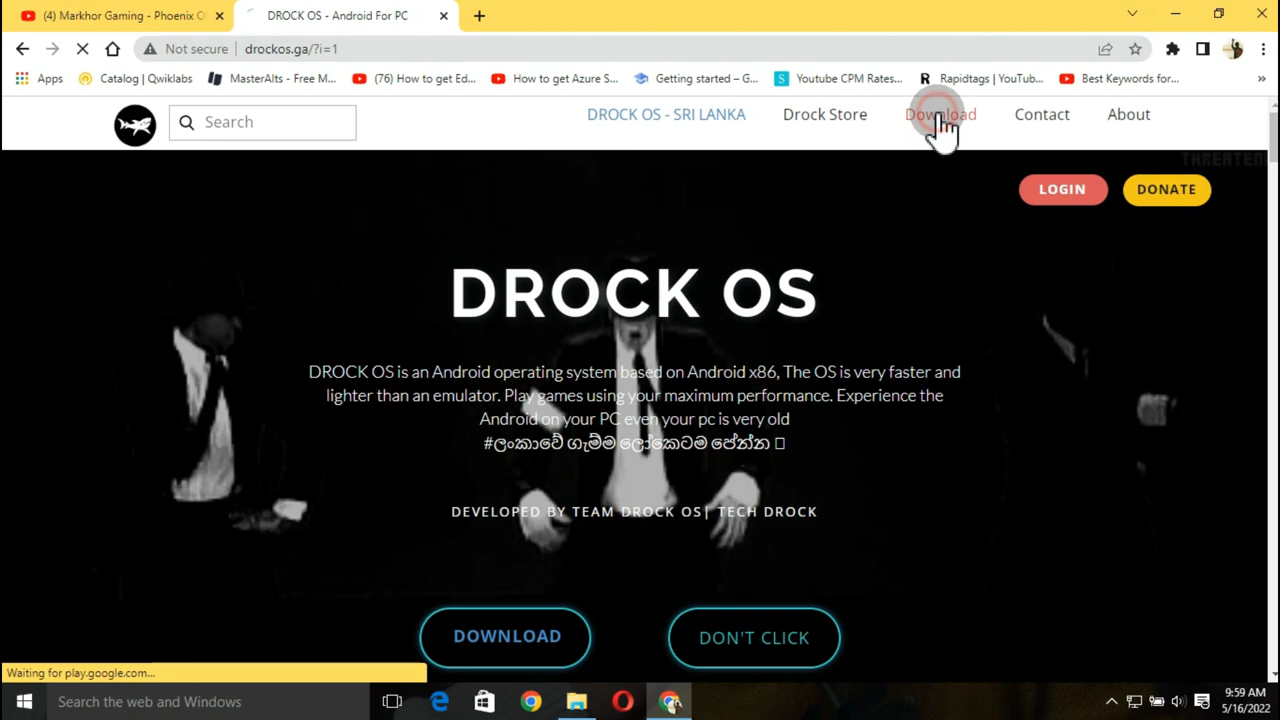 (4) Markhor Gaming - Phoenix O
DROCK OS - Android For PC
Not secure
drockos.ga/?i=1
Apps
Catalog | Qwiklabs
MasterAlts - Free M...
(76) How to get Ed...
How to get Azure S...
Getting started – G...
Youtube CPM Rates...
Rapidtags | YouTub...
Best Keywords for...
»
Search
DROCK OS - SRI LANKA
Drock Store
Download
Contact
About
THREATEN
LOGIN
DONATE
DROCK OS
DROCK OS is an Android operating system based on Android x86, The OS is very faster and
lighter than an emulator. Play games using your maximum performance. Experience the
Android on your PC even your pc is very old
#ලංකාවේ ගැම්ම ලෝකෙටම පේන්න
DEVELOPED BY TEAM DROCK OS| TECH DROCK
DOWNLOAD
DON'T CLICK
Waiting for play.google.com...
Search the web and Windows
9:59 AM
5/16/2022